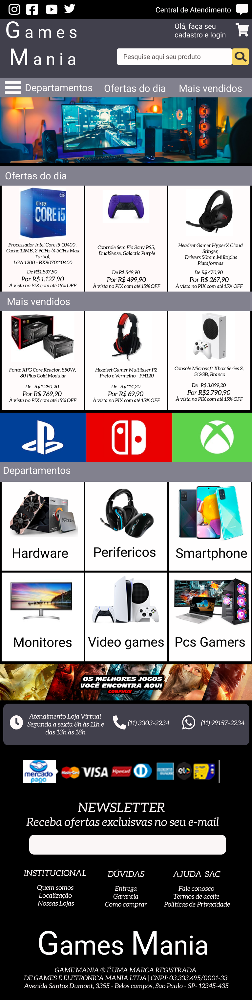 Central de Atendimento
Games
Mania
Olá, faça seu
cadastro e login
Pesquise aqui seu produto
Departamentos
Ofertas do dia
Mais vendidos
Ofertas do dia
intel
10TH GEN
CORE i5
Processador Intel Core i5-10400,
Cache 12MB, 2.9GHz (4.3GHz Max
Turbo),
LGA 1200 - BX8070110400
De R$1.837,90
Por R$ 1.127,90
À vista no PIX com até 15% OFF
Controle Sem Fio Sony PS5,
DualSense, Galactic Purple
De R$ 549,90
Por R$ 499,90
À vista no PIX com até 15% OFF
Headset Gamer HyperX Cloud
Stinger,
Drivers 50mm,Múltiplas
Plataformas
De R$ 470,90
Por R$ 267,90
À vista no PIX com até 15% OFF
Mais vendidos
Fonte XPG Core Reactor, 850W,
80 Plus Gold Modular
De R$ 1.290,20
Por R$ 769,90
À vista no PIX com até 15% OFF
Headset Gamer Multilaser P2
Preto e Vermelho - PH120
De R$ 114,20
Por R$ 69,90
À vista no PIX com até 15% OFF
Console Microsoft Xbox Series S,
512GB, Branco
De R$ 3.099,20
Por R$2.790,90
À vista no PIX com até 15% OFF
Departamentos
AMD
RYZEN
Hardware
Perifericos
Smartphone
Monitores
Video games
Pcs Gamers
OS MELHORES JOGOS
VOCÊ ENCONTRA AQUI
CONFIRA!
Atendimento Loja Virtual
Segunda a sexta 8h às 11h e
das 13h às 18h
(11) 3303-2234
(11) 99157-2234
mercado
pago
MasterCard
VISA
Hipercard
elo
NEWSLETTER
Receba ofertas excluisvas no seu e-mail
INSTITUCIONAL
Quem somos
Localização
Nossas Lojas
DÚVIDAS
Entrega
Garantia
Como comprar
AJUDA SAC
Fale conosco
Termos de aceite
Políticas de Privacidade
Games Mania
GAME MANIA ® É UMA MARCA REGISTRADA
DE GAMES E ELETRONICA MANIA LTDA | CNPJ: 03.333.495/0001-33
Avenida Santos Dumont, 3355 - Belos campos, Sao Paulo - SP- 12345-435